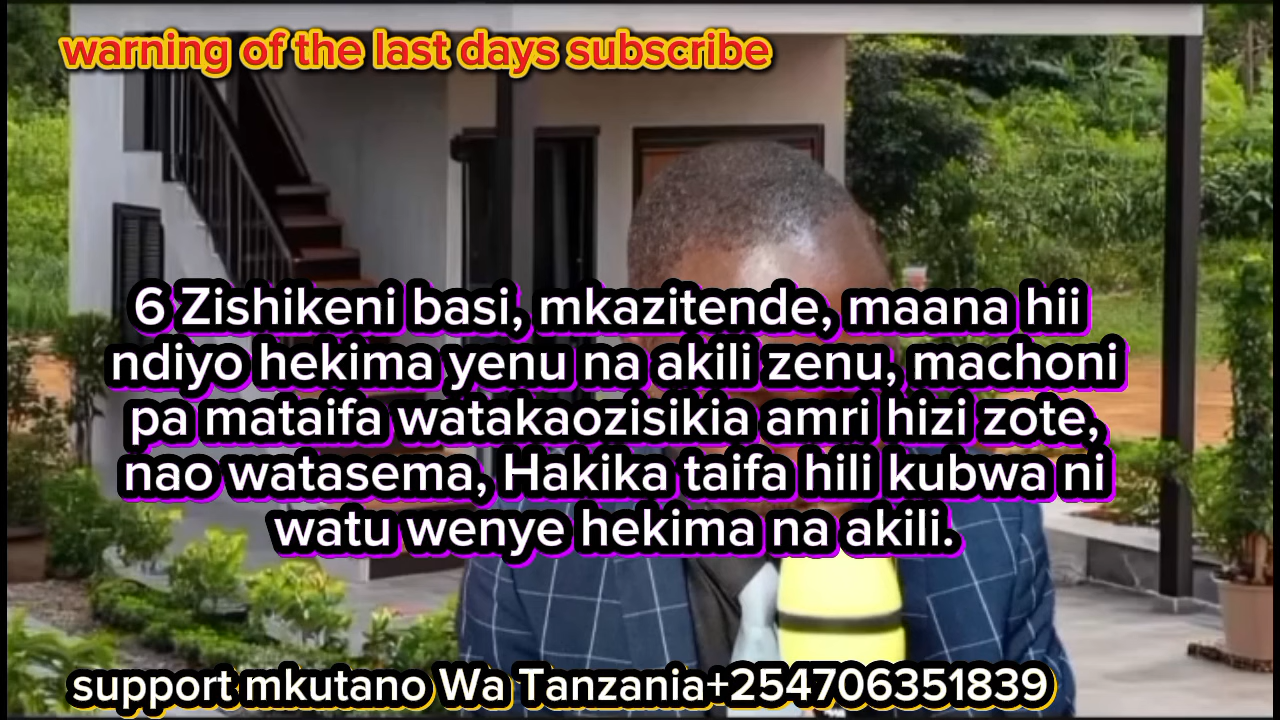 warning of the last days subscribe
6 Zishikeni basi, mkazitende, maana hii
ndiyo hekima yenu na akili zenu, machoni
pa mataifa watakaozisikia amri hizi zote,
nao watasema, Hakika taifa hili kubwa ni
watu wenye hekima na akili.
support mkutano Wa Tanzania+254706351839